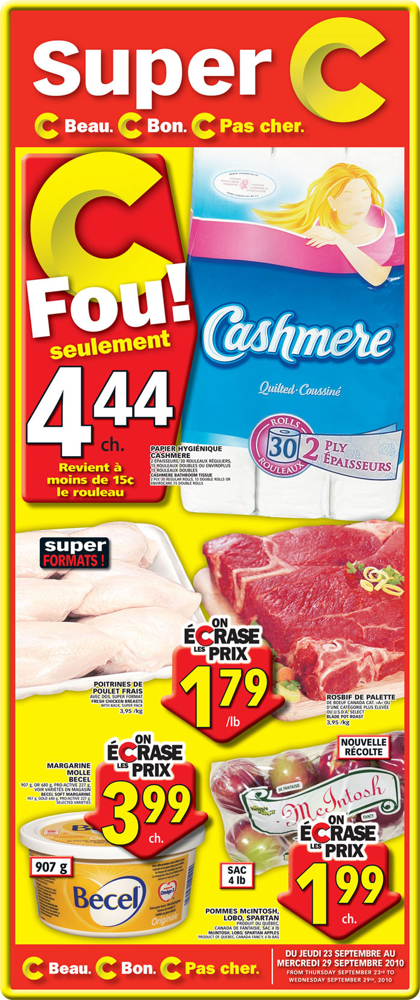 Super C
C Beau. C Bon. C Pas cher.
C
Fou!
seulement
4 44
ch.
Revient à
moins de 15¢
le rouleau
Cashmere
Quilted · Coussiné
ROLLS
30
ROULEAUX
2 PLY
ÉPAISSEURS
PAPIER HYGIÉNIQUE
CASHMERE
2 ÉPAISSEURS, 30 ROULEAUX RÉGULIERS,
15 ROULEAUX DOUBLES OU ENVIROPLUS
15 ROULEAUX DOUBLES
CASHMERE BATHROOM TISSUE
2 PLY, 30 REGULAR ROLLS, 15 DOUBLE ROLLS OR
ENVIROCARE 15 DOUBLE ROLLS
super
FORMATS !
ON
ÉCRASE
LES PRIX
1 79
/lb
POITRINES DE
POULET FRAIS
AVEC DOS, SUPER FORMAT
FRESH CHICKEN BREASTS
WITH BACK, SUPER PACK
3,95 /kg
ROSBIF DE PALETTE
DE BOEUF CANADA CAT. «A» OU
D'UNE CATÉGORIE PLUS ÉLEVÉE
OU U.S.D.A. SELECT
BLADE POT ROAST
3,95 /kg
ON
ÉCRASE
LES PRIX
3 99
ch.
MARGARINE
MOLLE
BECEL
907 g, OR 680 g, PRO-ACTIVE 227 g,
VOIR VARIÉTÉS EN MAGASIN
BECEL SOFT MARGARINE
907 g, GOLD 680 g, PRO-ACTIVE 227 g,
SELECTED VARIETIES
907 g
MARGARINE
Becel
Oméga-3
Originale
NOUVELLE
RÉCOLTE
DE FANTAISIE
McIntosh
FANCY
SAC
4 lb
ON
ÉCRASE
LES PRIX
1 99
ch.
POMMES McINTOSH,
LOBO, SPARTAN
PRODUIT DU QUÉBEC,
CANADA DE FANTAISIE, SAC 4 lb
McINTOSH, LOBO, SPARTAN APPLES
PRODUCT OF QUEBEC, CANADA FANCY, 4 lb BAG
C Beau. C Bon. C Pas cher.
DU JEUDI 23 SEPTEMBRE AU
MERCREDI 29 SEPTEMBRE 2010
FROM THURSDAY SEPTEMBER 23rd TO
WEDNESDAY SEPTEMBER 29th, 2010